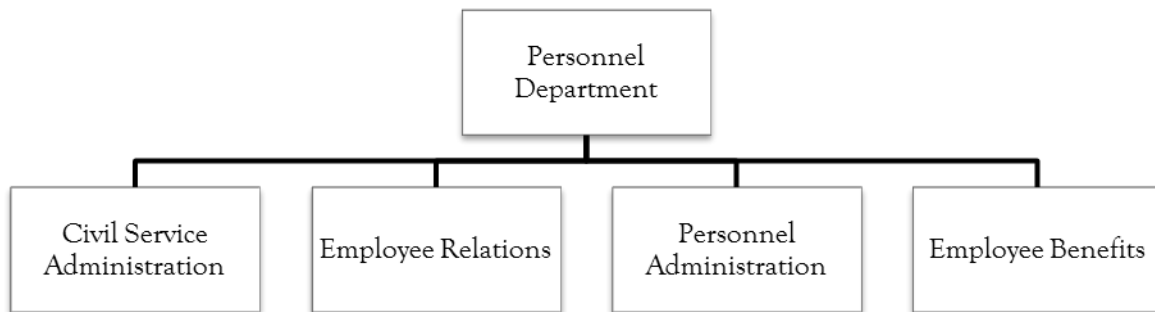 Personnel
Department
Civil Service
Administration
Employee Relations
Personnel
Administration
Employee Benefits